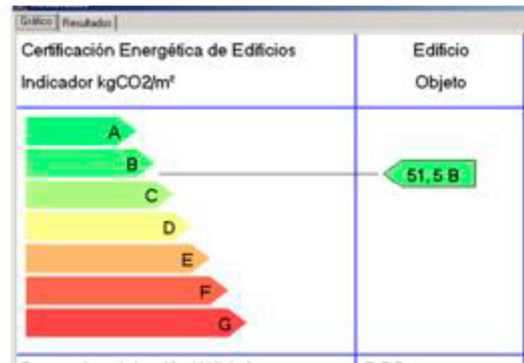 Gráfico Resultados
Certificación Energética de Edificios
Indicador kgCO2/m²
Edificio
Objeto
A
B
51,5 B
C
D
E
F
G